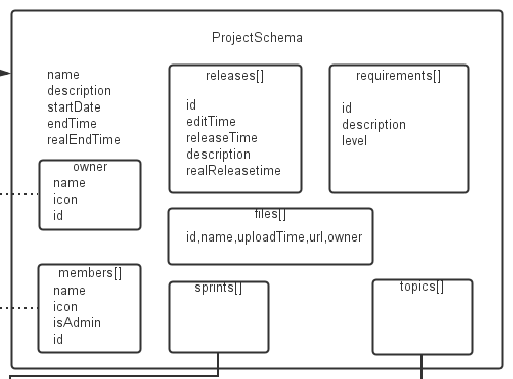 ProjectSchema
name
description
startDate
endTime
realEndTime
releases[]
id
editTime
releaseTime
description
realReleasetime
requirements[]
id
description
level
owner
name
icon
id
files[]
id,name,uploadTime,url,owner
members[]
name
icon
isAdmin
id
sprints[]
topics[]